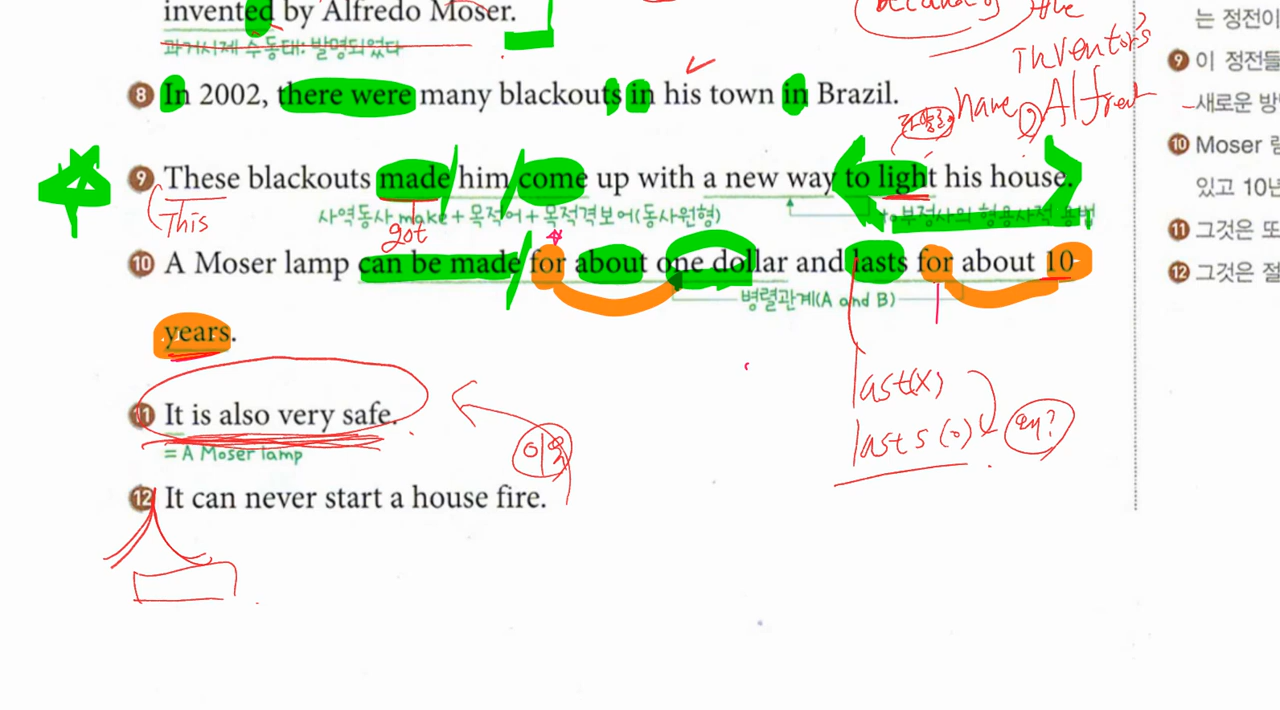 invented by Alfredo Moser.
과거시제 수동태: 발명되었다
because of the
inventor's
have Alfred
8 In 2002, there were many blackouts in his town in Brazil.
9 These blackouts made him come up with a new way to light his house.
This
사역동사 make + 목적어 + 목적격보어(동사원형)
to부정사의 형용사적 용법
got
10 A Moser lamp can be made for about one dollar and lasts for about 10
병렬관계(A and B)
years.
last(x)
lasts (o)
왜?
11 It is also very safe.
= A Moser lamp
이유
12 It can never start a house fire.
는 정전이
9 이 정전들
새로운 방
10 Moser 램
있고 10년
11 그것은 또
12 그것은 절